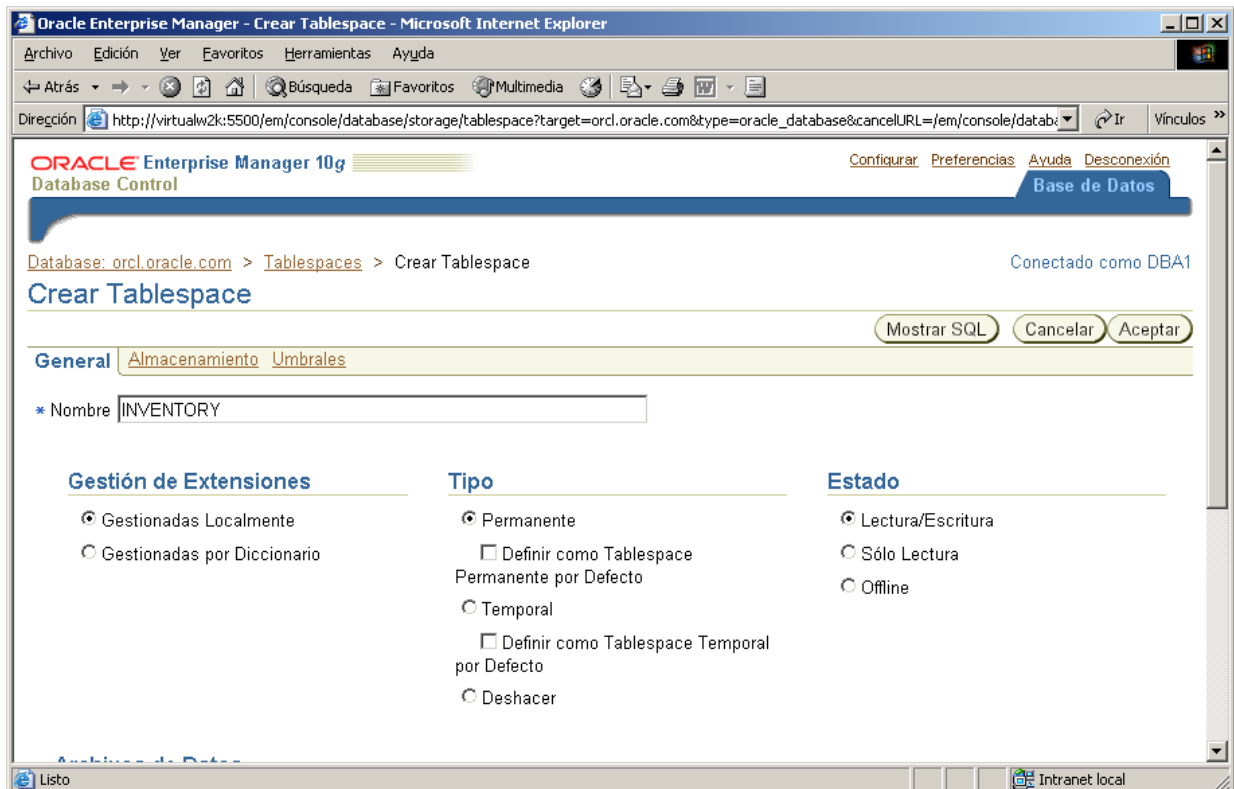 Oracle Enterprise Manager - Crear Tablespace - Microsoft Internet Explorer
Archivo Edición Ver Favoritos Herramientas Ayuda
Atrás Búsqueda Favoritos Multimedia
Dirección http://virtualw2k:5500/em/console/database/storage/tablespace?target=orcl.oracle.com&type=oracle_database&cancelURL=/em/console/databa Ir Vínculos »
ORACLE Enterprise Manager 10g Configurar Preferencias Ayuda Desconexión
Database Control Base de Datos
Database: orcl.oracle.com > Tablespaces > Crear Tablespace Conectado como DBA1
Crear Tablespace
Mostrar SQL Cancelar Aceptar
General Almacenamiento Umbrales
* Nombre INVENTORY
Gestión de Extensiones Tipo Estado
Gestionadas Localmente Permanente Lectura/Escritura
Gestionadas por Diccionario Definir como Tablespace Sólo Lectura
Permanente por Defecto
Offline
Temporal
Definir como Tablespace Temporal
por Defecto
Deshacer
Archivos de Datos
Listo Intranet local